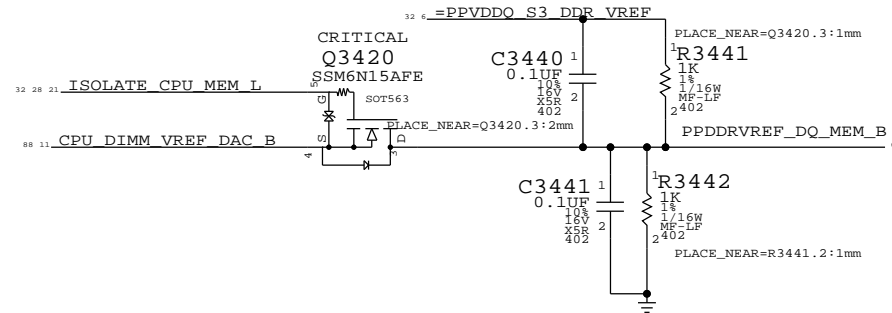 32 6 =PPVDDQ_S3_DDR_VREF
PLACE_NEAR=Q3420.3:1mm
CRITICAL
Q3420
SSM6N15AFE
SOT563
C3440
0.1UF
10%
16V
X5R
402
1
2
1
R3441
1K
1%
1/16W
MF-LF
402
2
32 28 21 ISOLATE_CPU_MEM_L
5
G
S
D
4
3
PLACE_NEAR=Q3420.3:2mm
88 11 CPU_DIMM_VREF_DAC_B
PPDDRVREF_DQ_MEM_B
C3441
0.1UF
10%
16V
X5R
402
1
2
1
R3442
1K
1%
1/16W
MF-LF
402
2
PLACE_NEAR=R3441.2:1mm